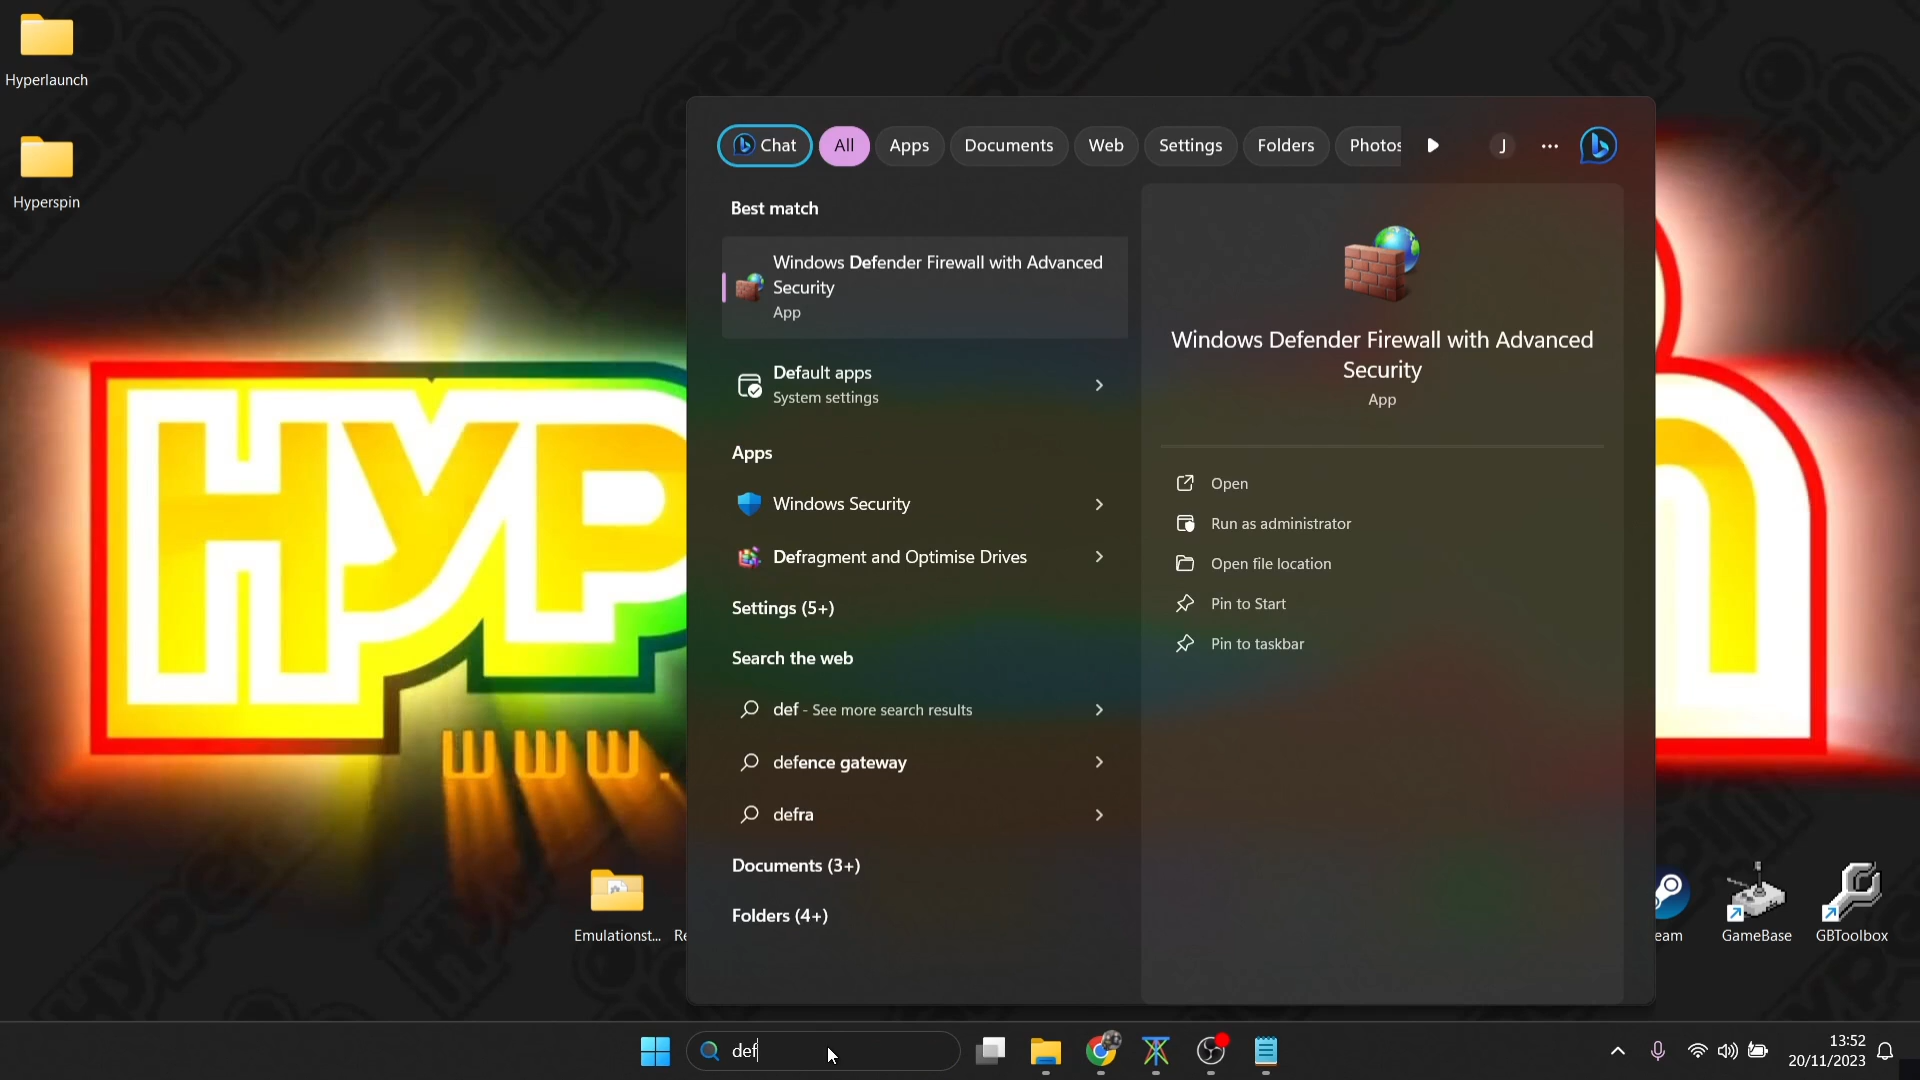 Hyperlaunch
Hyperspin
Chat
All
Apps
Documents
Web
Settings
Folders
Photos
J
Best match
Windows Defender Firewall with Advanced
Security
App
Default apps
System settings
Apps
Windows Security
Defragment and Optimise Drives
Settings (5+)
Search the web
def - See more search results
defence gateway
defra
Documents (3+)
Folders (4+)
Windows Defender Firewall with Advanced
Security
App
Open
Run as administrator
Open file location
Pin to Start
Pin to taskbar
HYP
n
www.
Emulationst...
Re
eam
GameBase
GBToolbox
def
13:52
20/11/2023